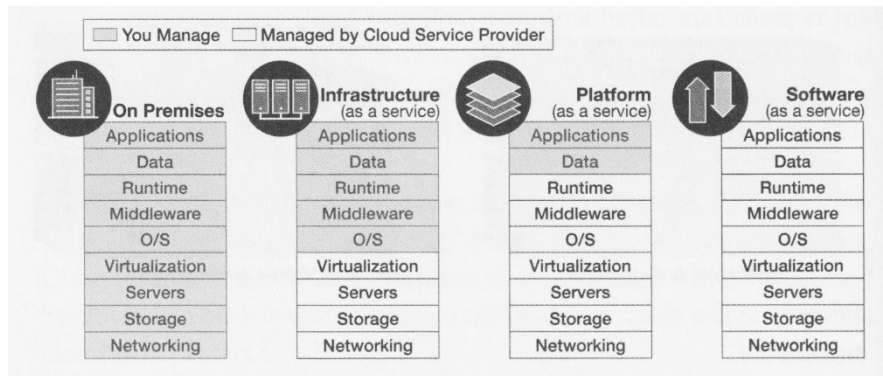 You Manage Managed by Cloud Service Provider
On Premises
Applications
Data
Runtime
Middleware
O/S
Virtualization
Servers
Storage
Networking
Infrastructure
(as a service)
Applications
Data
Runtime
Middleware
O/S
Virtualization
Servers
Storage
Networking
Platform
(as a service)
Applications
Data
Runtime
Middleware
O/S
Virtualization
Servers
Storage
Networking
Software
(as a service)
Applications
Data
Runtime
Middleware
O/S
Virtualization
Servers
Storage
Networking